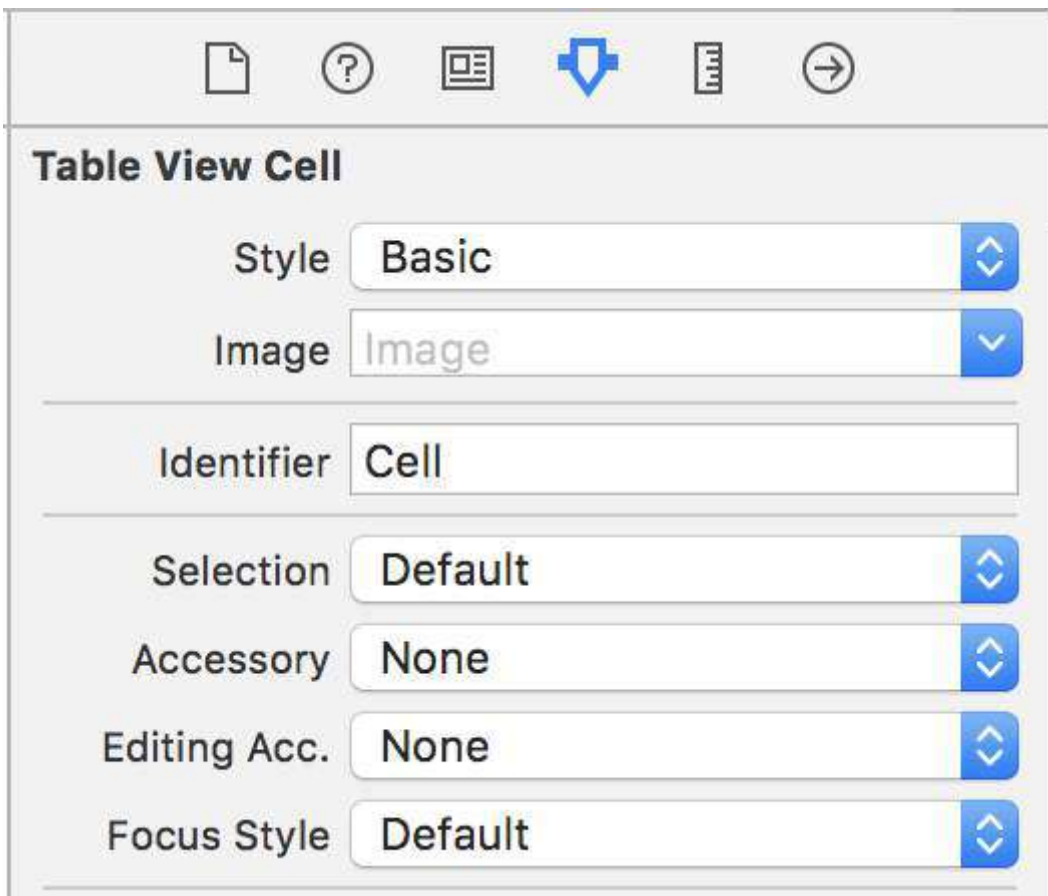 Table View Cell
Style Basic
Image Image
Identifier Cell
Selection Default
Accessory None
Editing Acc. None
Focus Style Default